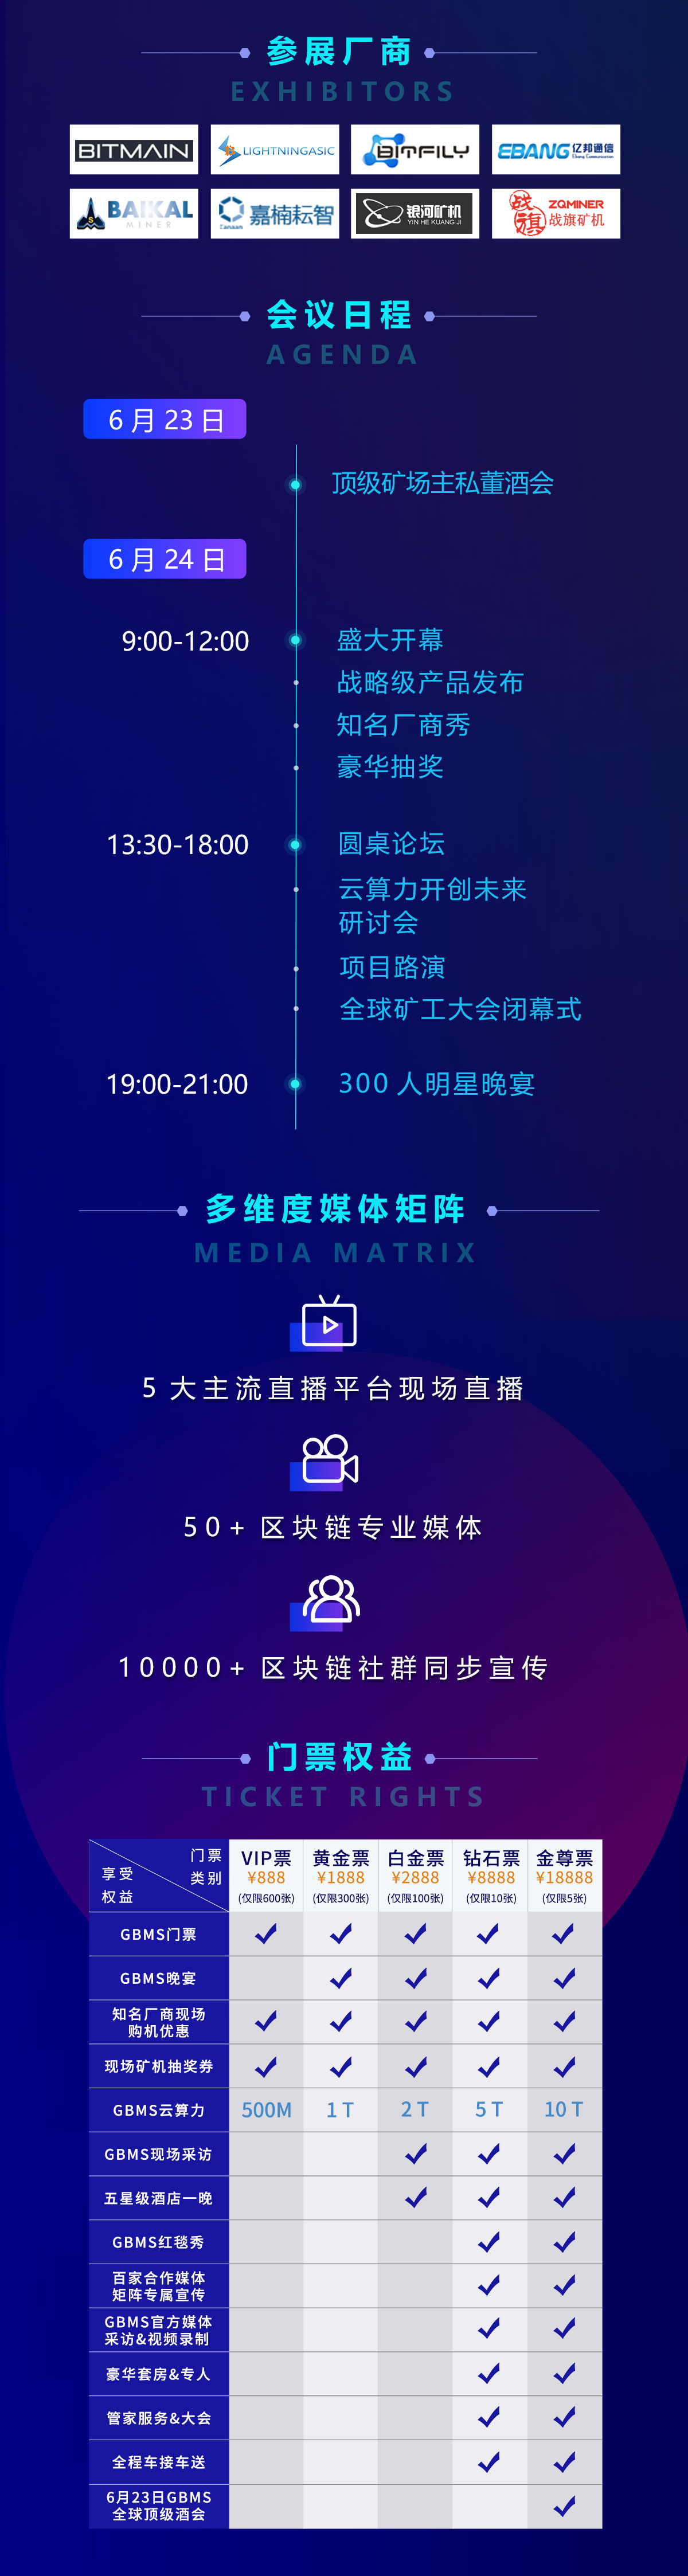 参展厂商
EXHIBITORS
BITMAIN
LIGHTNINGASIC
BITFILY
EBANG 亿邦通信
Ebang Communication
BAIKAL
MINER
Canaan
嘉楠耘智
银河矿机
YIN HE KUANG JI
战旗
ZQMINER
战旗矿机
会议日程
AGENDA
6 月 23 日
顶级矿场主私董酒会
6 月 24 日
9:00-12:00
盛大开幕
战略级产品发布
知名厂商秀
豪华抽奖
13:30-18:00
圆桌论坛
云算力开创未来
研讨会
项目路演
全球矿工大会闭幕式
19:00-21:00
300 人明星晚宴
多维度媒体矩阵
MEDIA MATRIX
5 大主流直播平台现场直播
50+ 区块链专业媒体
10000+ 区块链社群同步宣传
门票权益
TICKET RIGHTS
享受
权益
门票
类别
VIP票 黄金票 白金票 钻石票 金尊票
¥888 ¥1888 ¥2888 ¥8888 ¥18888
(仅限600张) (仅限300张) (仅限100张) (仅限10张) (仅限5张)
GBMS门票
GBMS晚宴
知名厂商现场
购机优惠
现场矿机抽奖券
GBMS云算力 500M 1 T 2 T 5 T 10 T
GBMS现场采访
五星级酒店一晚
GBMS红毯秀
百家合作媒体
矩阵专属宣传
GBMS官方媒体
采访&视频录制
豪华套房&专人
管家服务&大会
全程车接车送
6月23日GBMS
全球顶级酒会